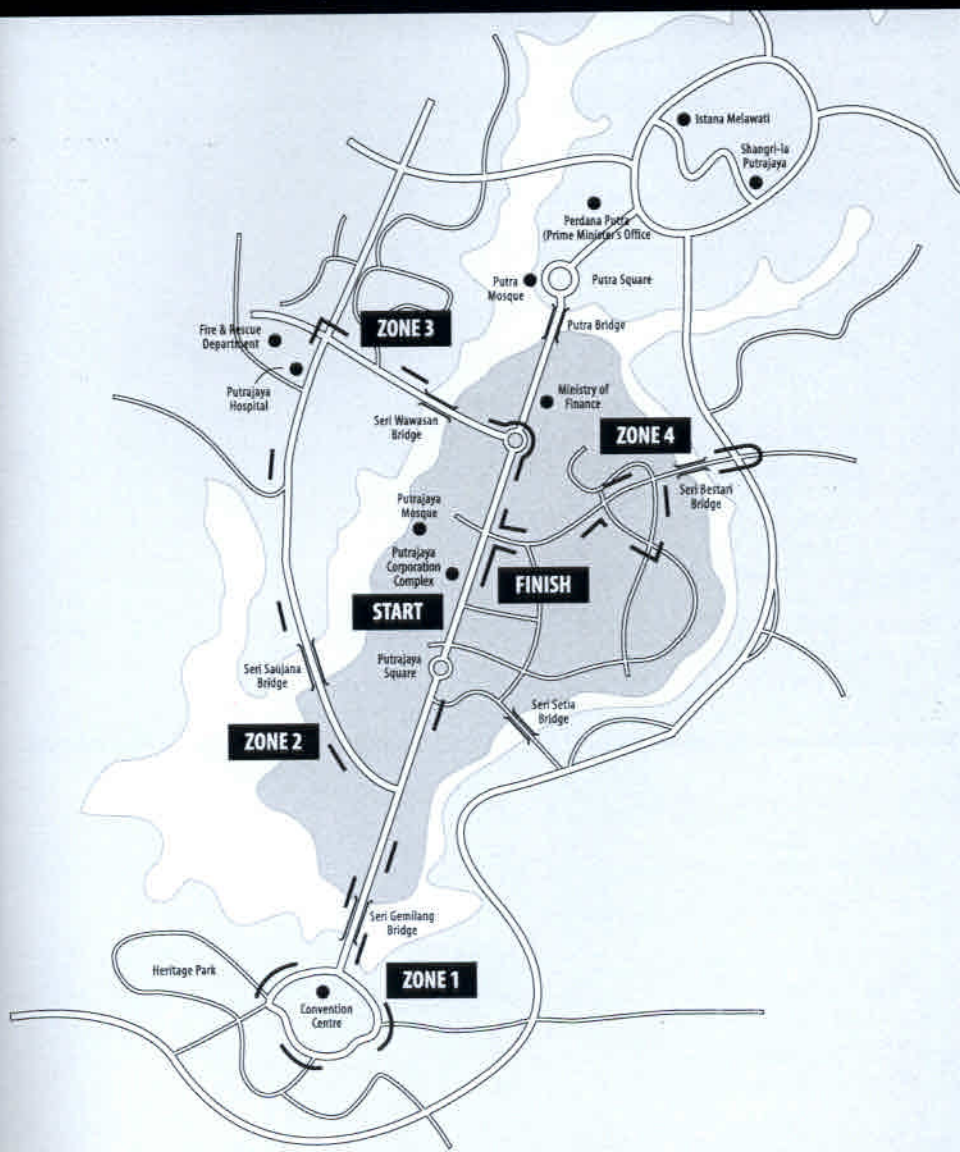 Istana Melawati
Shangri-la
Putrajaya
Perdana Putra
(Prime Minister's Office
Putra
Mosque
Putra Square
Putra Bridge
ZONE 3
Fire & Rescue
Department
Putrajaya
Hospital
Ministry of
Finance
Seri Wawasan
Bridge
ZONE 4
Seri Bestari
Bridge
Putrajaya
Mosque
Putrajaya
Corporation
Complex
FINISH
START
Putrajaya
Square
Seri Saujana
Bridge
Seri Setia
Bridge
ZONE 2
Seri Gemilang
Bridge
Heritage Park
ZONE 1
Convention
Centre